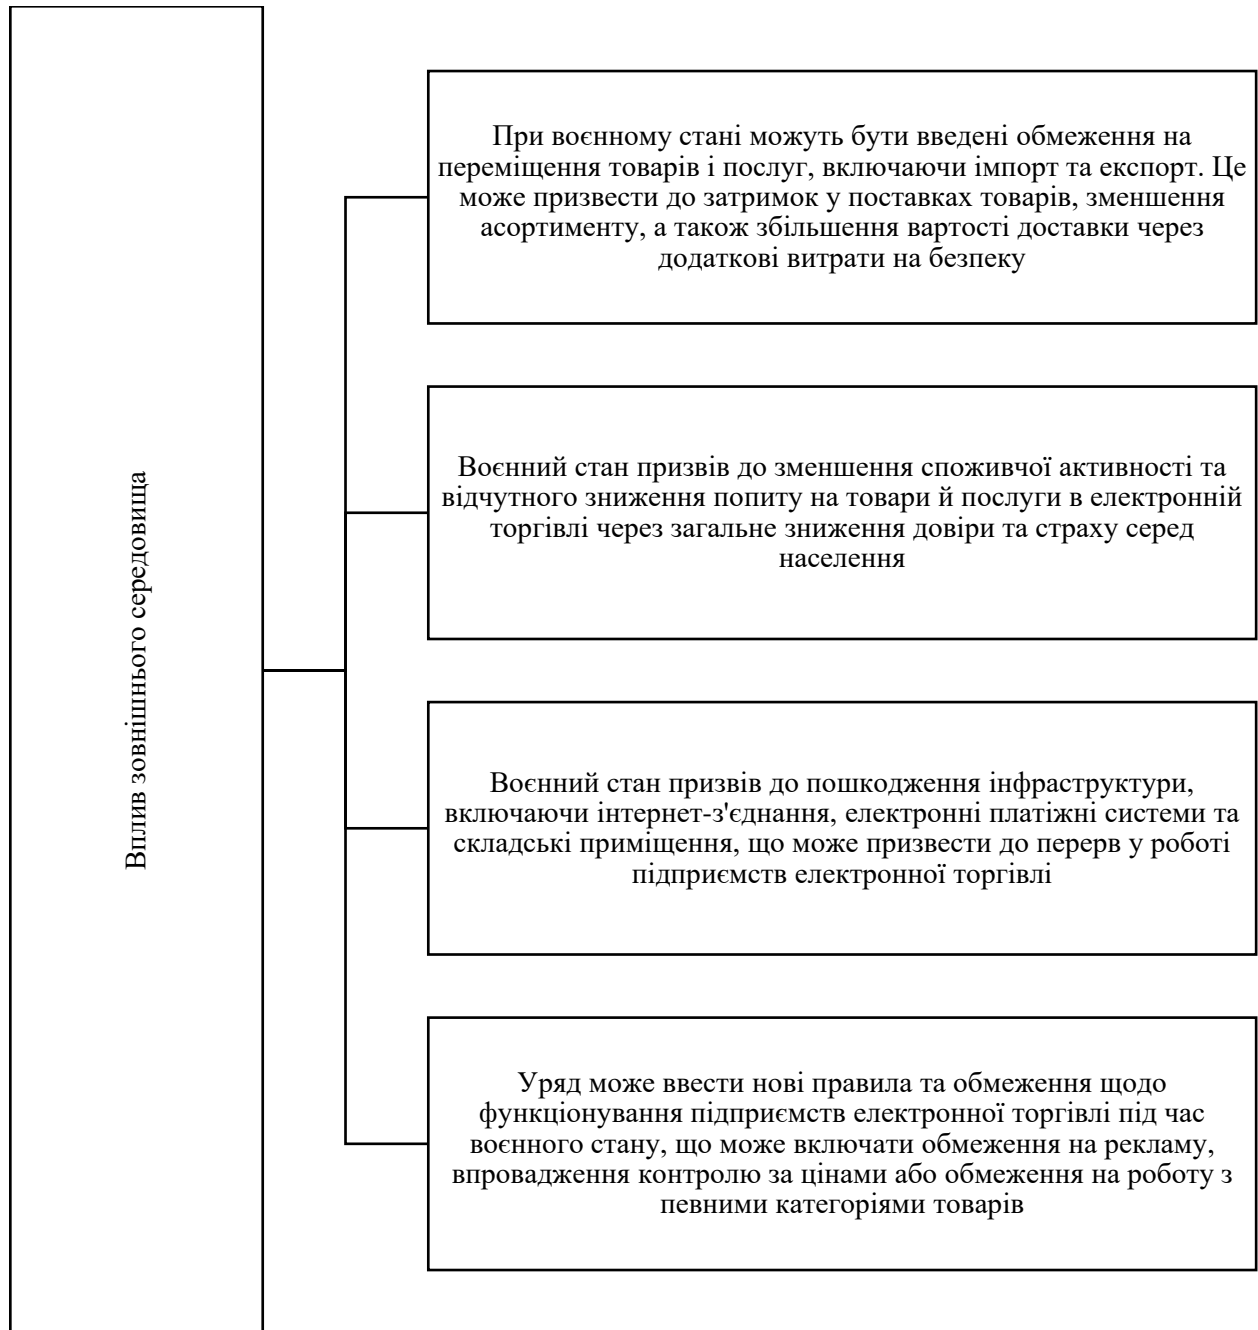 Вплив зовнішнього середовища
При воєнному стані можуть бути введені обмеження на
переміщення товарів і послуг, включаючи імпорт та експорт. Це
може призвести до затримок у поставках товарів, зменшення
асортименту, а також збільшення вартості доставки через
додаткові витрати на безпеку
Воєнний стан призвів до зменшення споживчої активності та
відчутного зниження попиту на товари й послуги в електронній
торгівлі через загальне зниження довіри та страху серед
населення
Воєнний стан призвів до пошкодження інфраструктури,
включаючи інтернет-з'єднання, електронні платіжні системи та
складські приміщення, що може призвести до перерв у роботі
підприємств електронної торгівлі
Уряд може ввести нові правила та обмеження щодо
функціонування підприємств електронної торгівлі під час
воєнного стану, що може включати обмеження на рекламу,
впровадження контролю за цінами або обмеження на роботу з
певними категоріями товарів